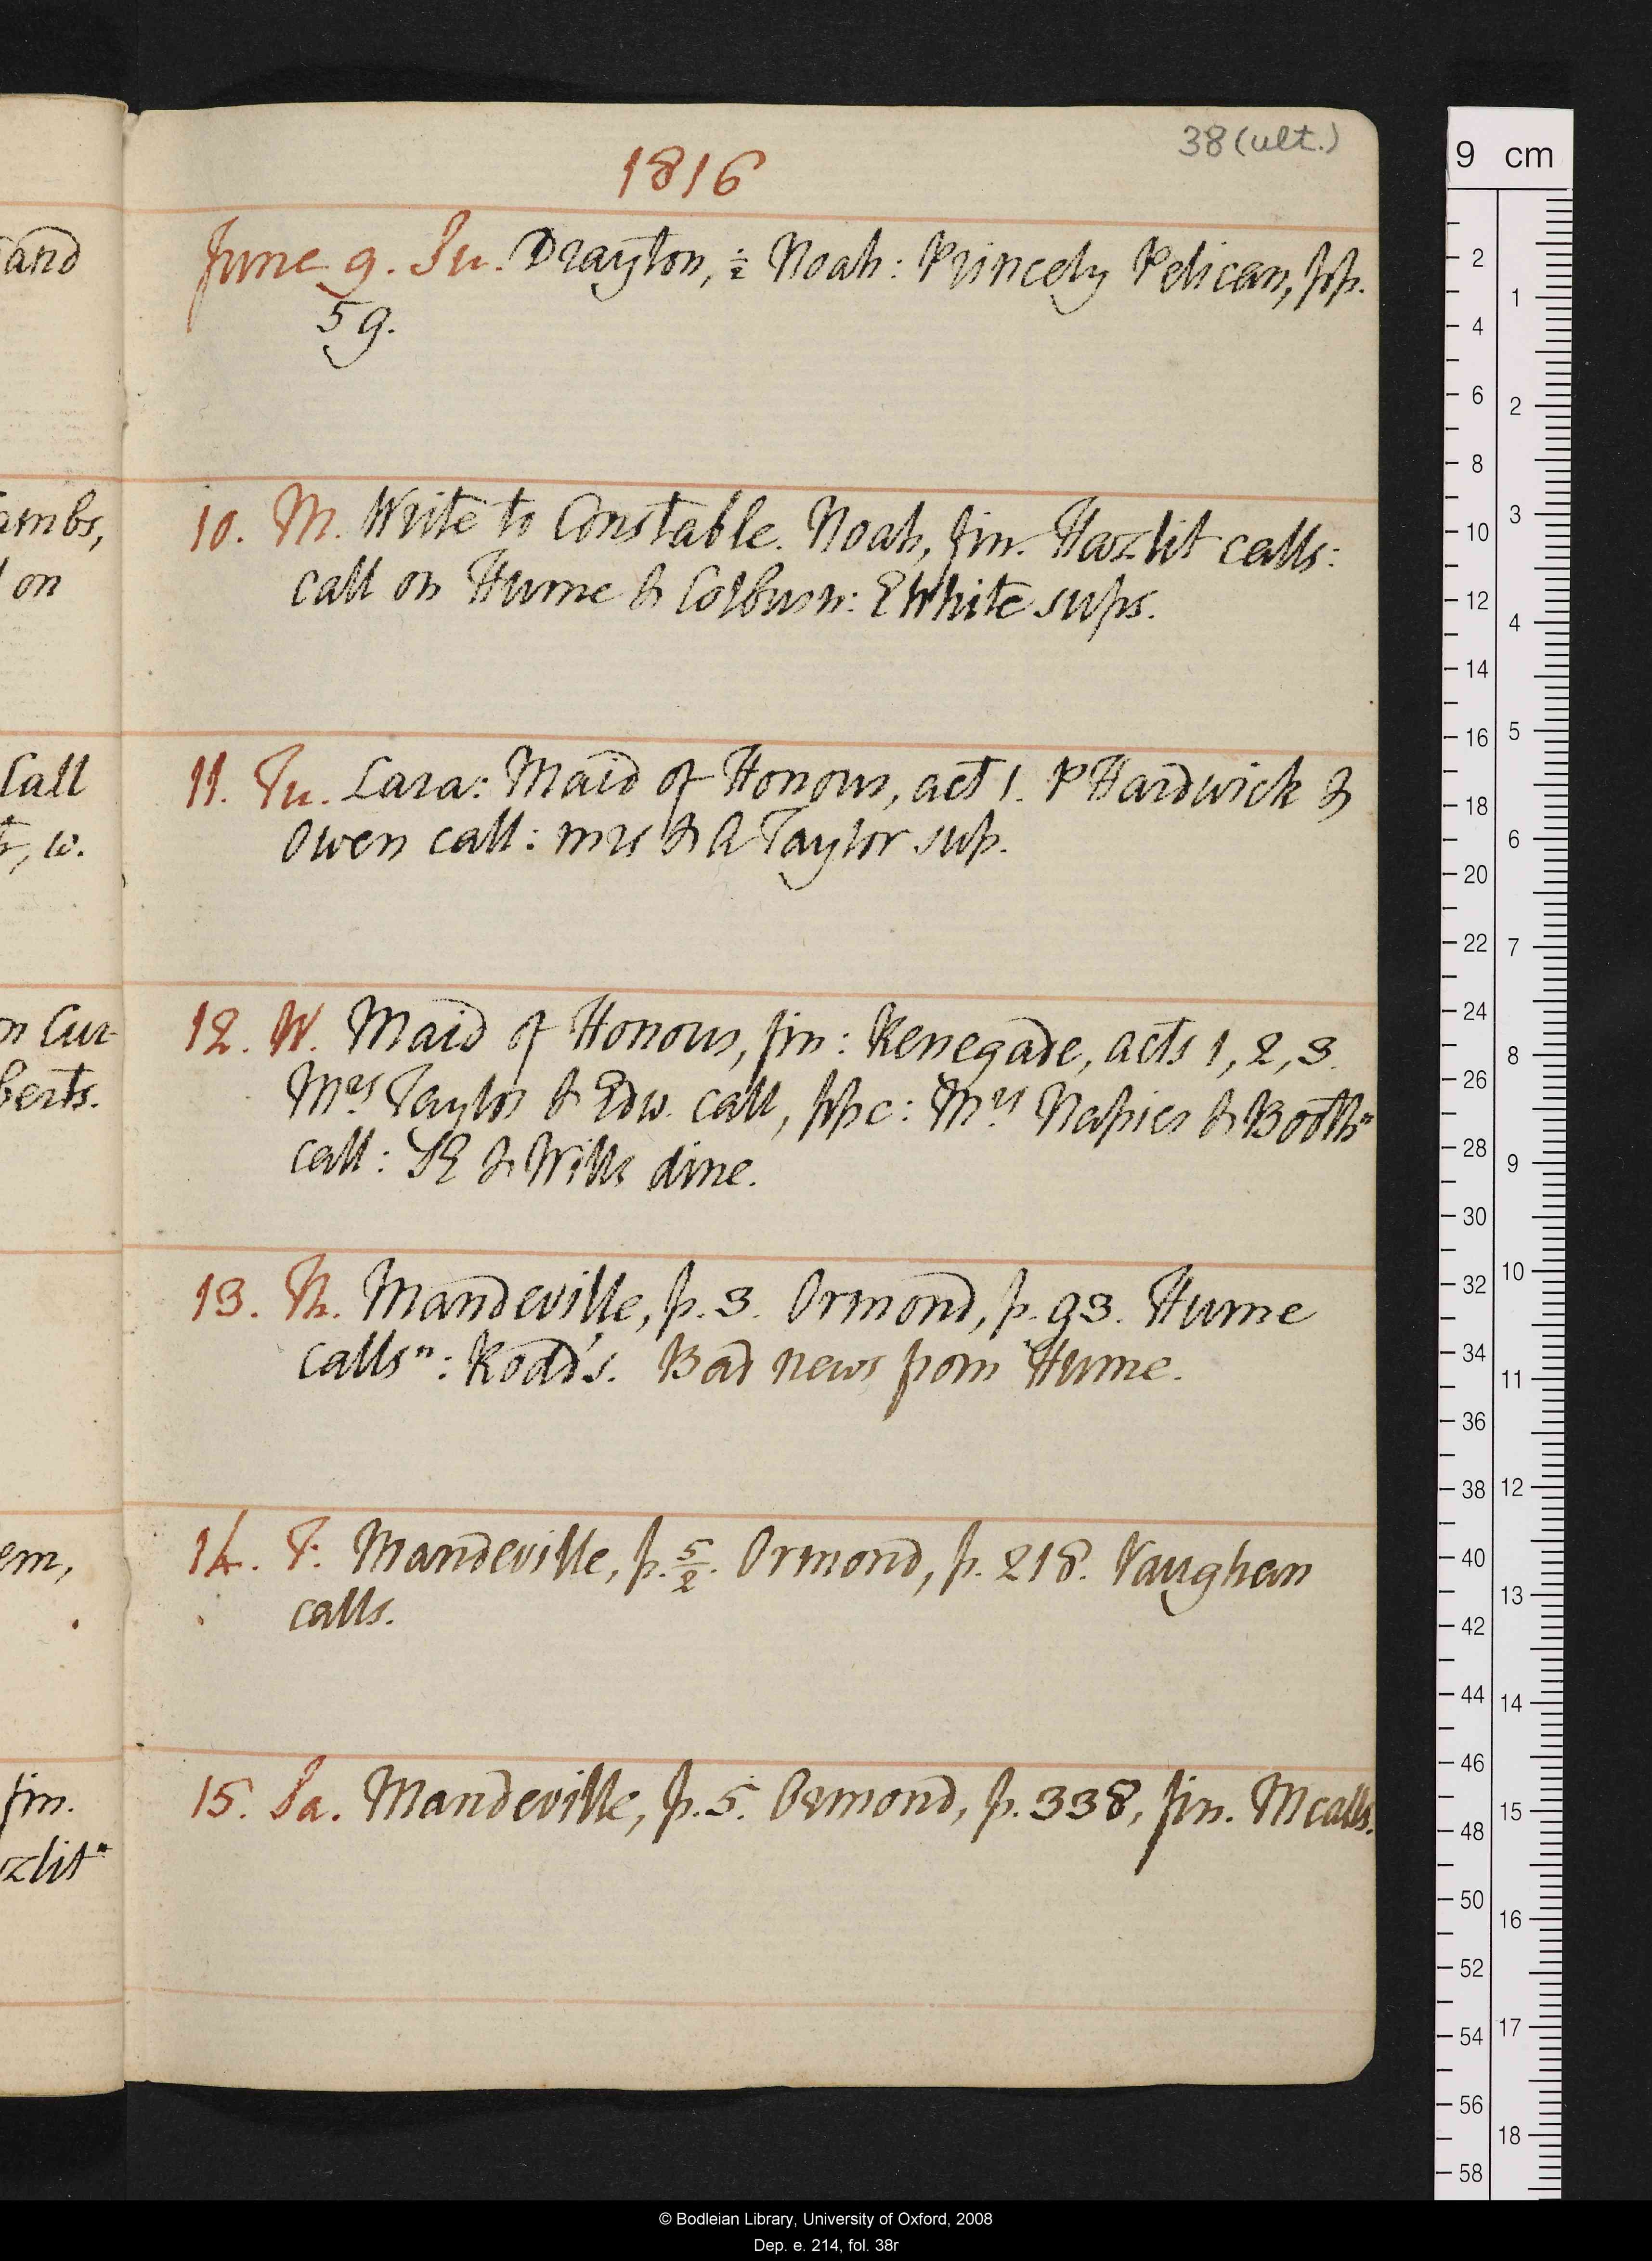 38 (ult.)
1816
and
June 9. Su. Drayton, ½ Noah: Princely Pelican, pp.
59.
ambs,
on
10. M. Write to Constable. Noah, fin. Hazlit calls:
call on Hume & Colburn: E White sups.
Call
, w.
11. Tu. Lara: Maid of Honour, act 1. P Hardwick &
Owen call: mrs & A Taylor sup.
on Cur-
berts.
12. W. Maid of Honour, fin: Renegade, acts 1, 2, 3.
Mrs Taylor & Edw. call, ppc: Mrs Napier & Booth n
call: SE & Wills dine.
13. Th. Mandeville, p. 3. Ormond, p. 93. Hume
calls n: Rodd's. Bad news from Hume.
em,
14. F. Mandeville, p. 5/2. Ormond, p. 218. Vaughan
calls.
fin.
zlit*
15. Sa. Mandeville, p. 5. Ormond, p. 338, fin. M calls.
9 cm
2 4 6 8 10 12 14 16 18 20 22 24 26 28 30 32 34 36 38 40 42 44 46 48 50 52 54 56 58
1 2 3 4 5 6 7 8 9 10 11 12 13 14 15 16 17 18
© Bodleian Library, University of Oxford, 2008
Dep. e. 214, fol. 38r